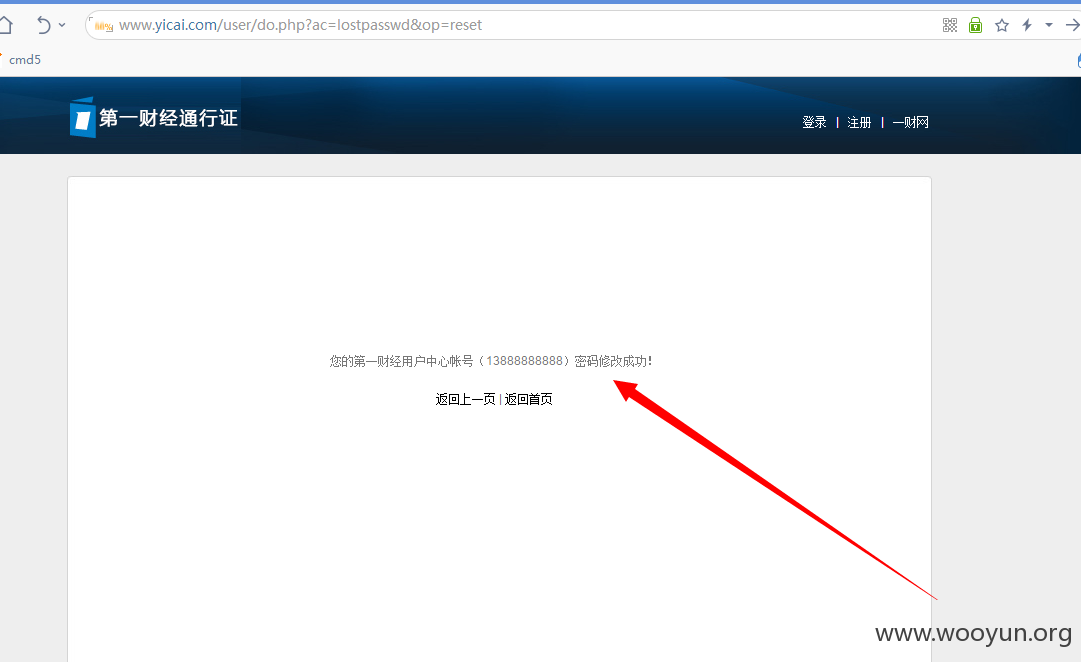 www.yicai.com/user/do.php?ac=lostpasswd&op=reset
cmd5
第一财经通行证
登录 | 注册 | 一财网
您的第一财经用户中心帐号（13888888888）密码修改成功！
返回上一页 | 返回首页
www.wooyun.org